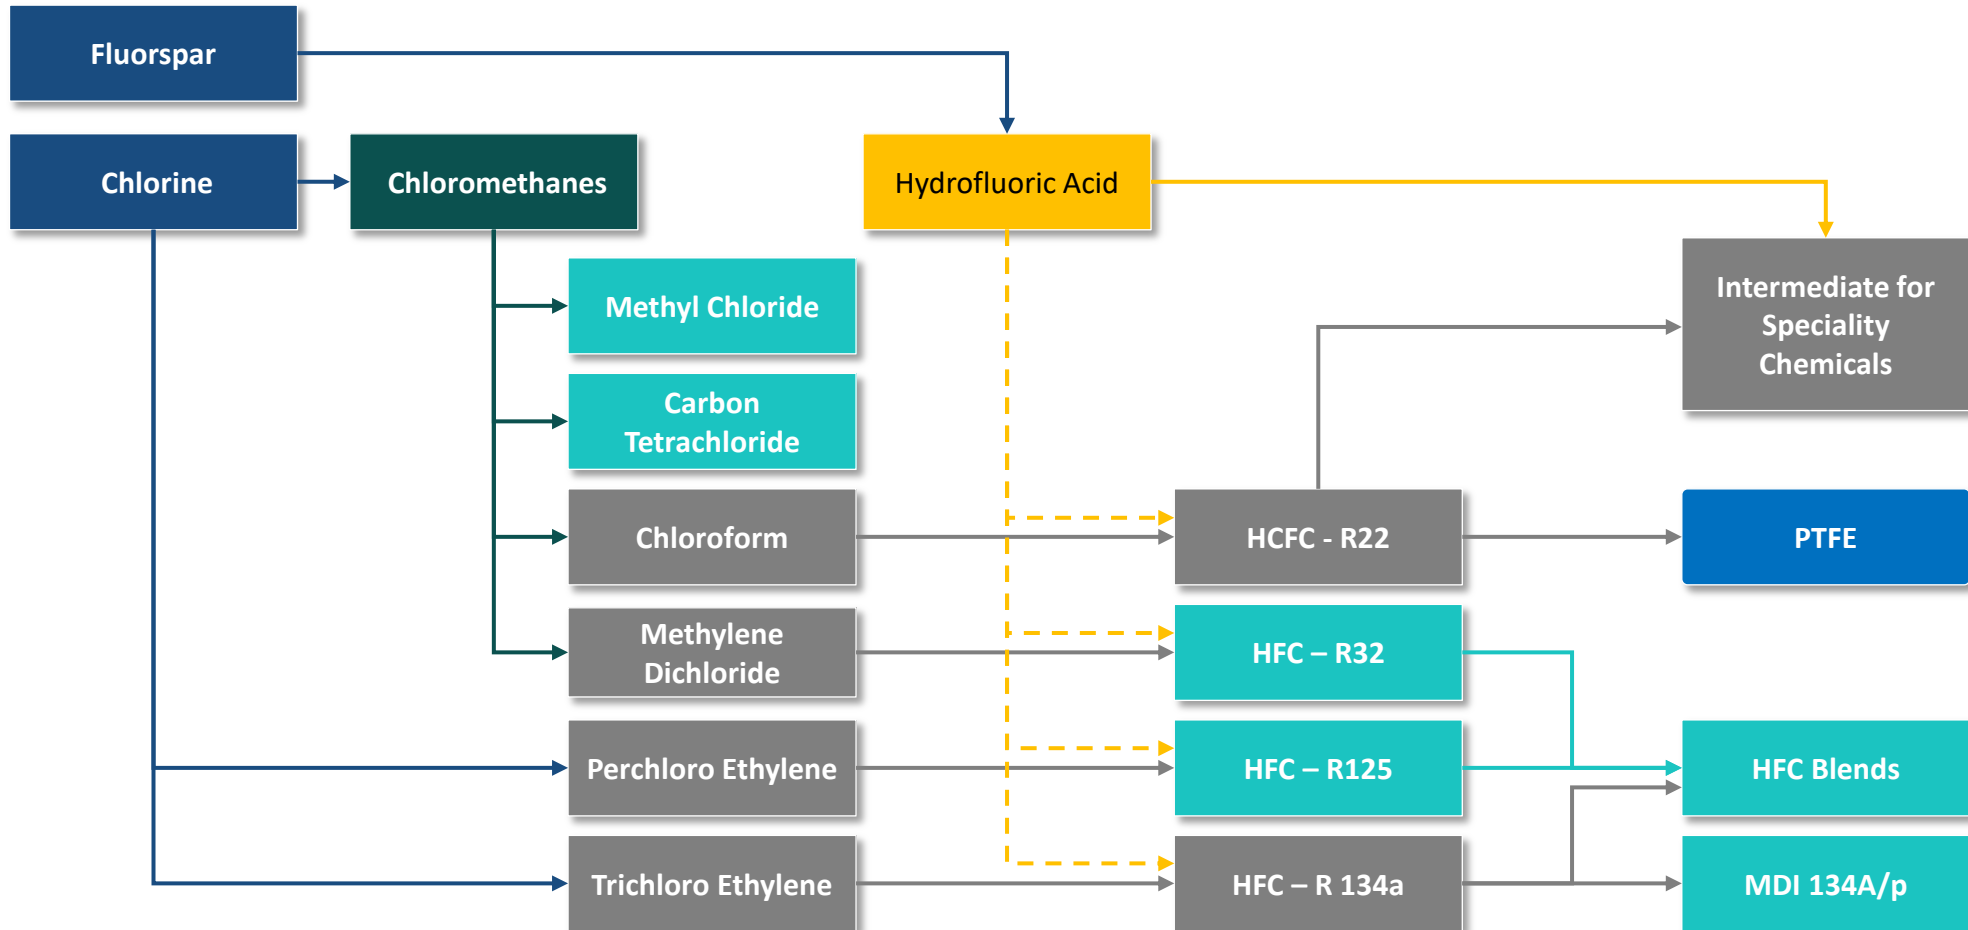 Fluorspar
Chlorine
Chloromethanes
Hydrofluoric Acid
Methyl Chloride
Intermediate for
Speciality
Chemicals
Carbon
Tetrachloride
Chloroform
HCFC - R22
PTFE
Methylene
Dichloride
HFC – R32
Perchloro Ethylene
HFC – R125
HFC Blends
Trichloro Ethylene
HFC – R 134a
MDI 134A/p